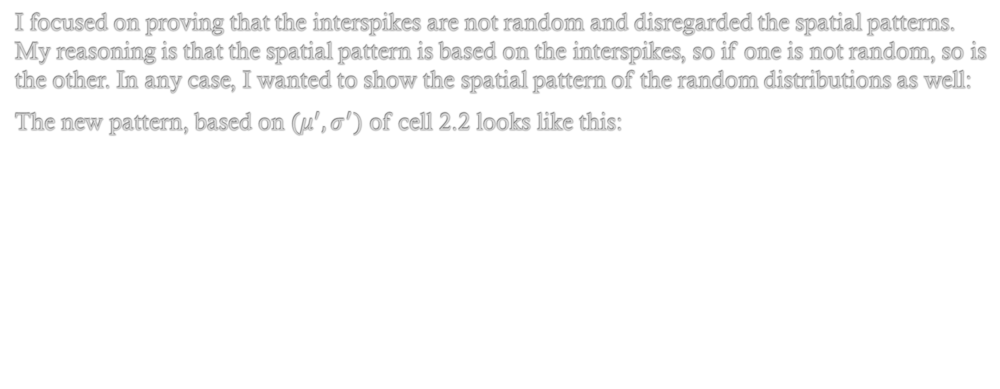 I focused on proving that the interspikes are not random and disregarded the spatial patterns.
My reasoning is that the spatial pattern is based on the interspikes, so if one is not random, so is
the other. In any case, I wanted to show the spatial pattern of the random distributions as well:
The new pattern, based on (μ′, σ′) of cell 2.2 looks like this: